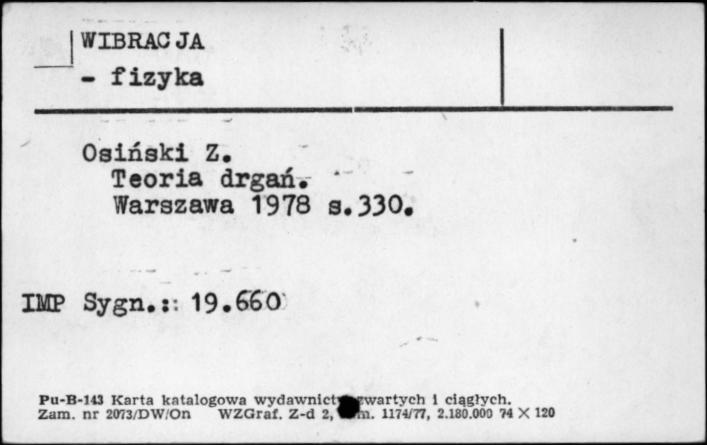 WIBRACJA
- fizyka
Osiński Z.
Teoria drgań.
Warszawa 1978 s.330.
IMP Sygn.: 19.660
Pu-B-143 Karta katalogowa wydawnictw zwartych i ciągłych.
Zam. nr 2073/DW/On WZGraf. Z-d 2, 1174/77, 2.180.000 74 X 120